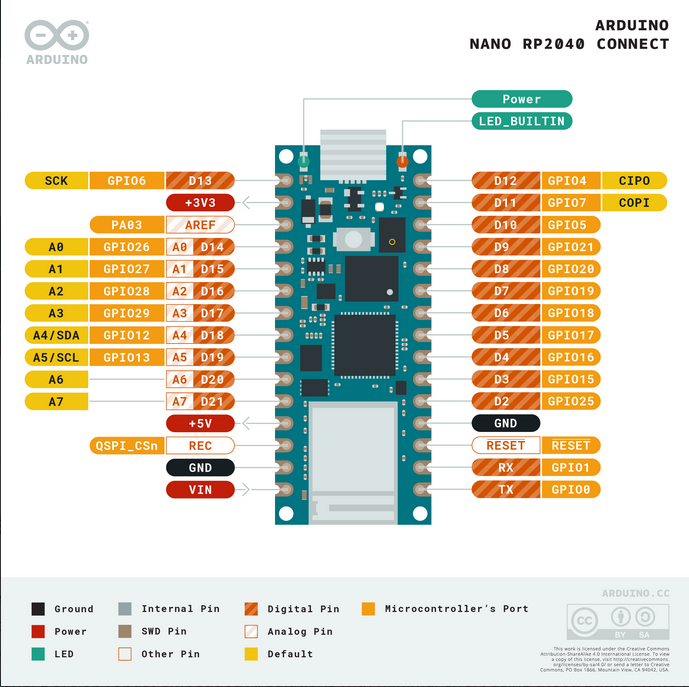 ARDUINO
ARDUINO
NANO RP2040 CONNECT
Power
LED_BUILTIN
SCK GPIO6 D13
+3V3
PA03 AREF
A0 GPIO26 A0 D14
A1 GPIO27 A1 D15
A2 GPIO28 A2 D16
A3 GPIO29 A3 D17
A4/SDA GPIO12 A4 D18
A5/SCL GPIO13 A5 D19
A6 A6 D20
A7 A7 D21
+5V
QSPI_CSn REC
GND
VIN
D12 GPIO4 CIPO
D11 GPIO7 COPI
D10 GPIO5
D9 GPIO21
D8 GPIO20
D7 GPIO19
D6 GPIO18
D5 GPIO17
D4 GPIO16
D3 GPIO15
D2 GPIO25
GND
RESET RESET
RX GPIO1
TX GPIO0
Ground
Power
LED
Internal Pin
SWD Pin
Other Pin
Digital Pin
Analog Pin
Default
Microcontroller's Port
ARDUINO.CC
CC
BY SA
This work is licensed under the Creative Commons
Attribution-ShareAlike 4.0 International License. To view
a copy of this license, visit http://creativecommons.
org/licenses/by-sa/4.0/ or send a letter to Creative
Commons, PO Box 1866, Mountain View, CA 94042, USA.